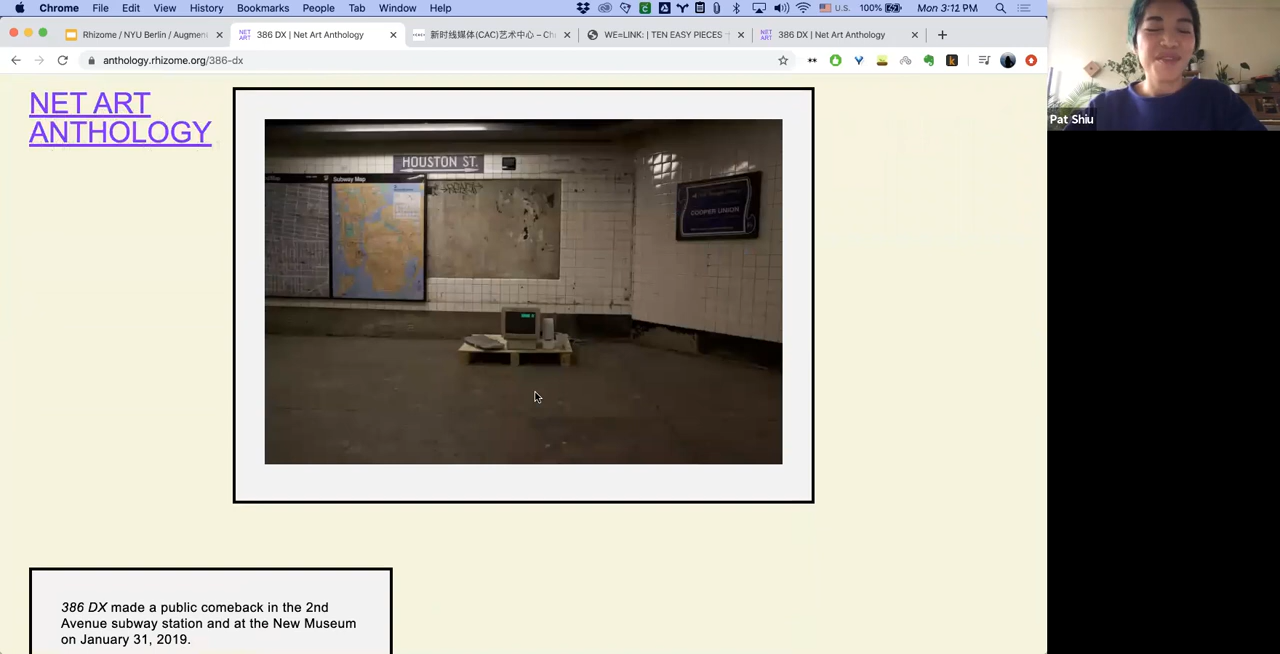 Chrome File Edit View History Bookmarks People Tab Window Help U.S. 100% Mon 3:12 PM
Rhizome / NYU Berlin / Augmen
NET ART 386 DX | Net Art Anthology
新时线媒体(CAC)艺术中心 – Ch
WE=LINK: | TEN EASY PIECES
NET ART 386 DX | Net Art Anthology
anthology.rhizome.org/386-dx
Pat Shiu
NET ART
ANTHOLOGY
HOUSTON ST.
Subway Map
COOPER UNION
386 DX made a public comeback in the 2nd
Avenue subway station and at the New Museum
on January 31, 2019.